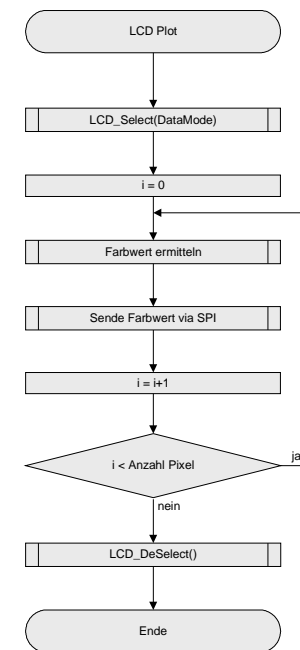 LCD Plot
LCD_Select(DataMode)
i = 0
Farbwert ermitteln
Sende Farbwert via SPI
i = i+1
i < Anzahl Pixel
ja
nein
LCD_DeSelect()
Ende